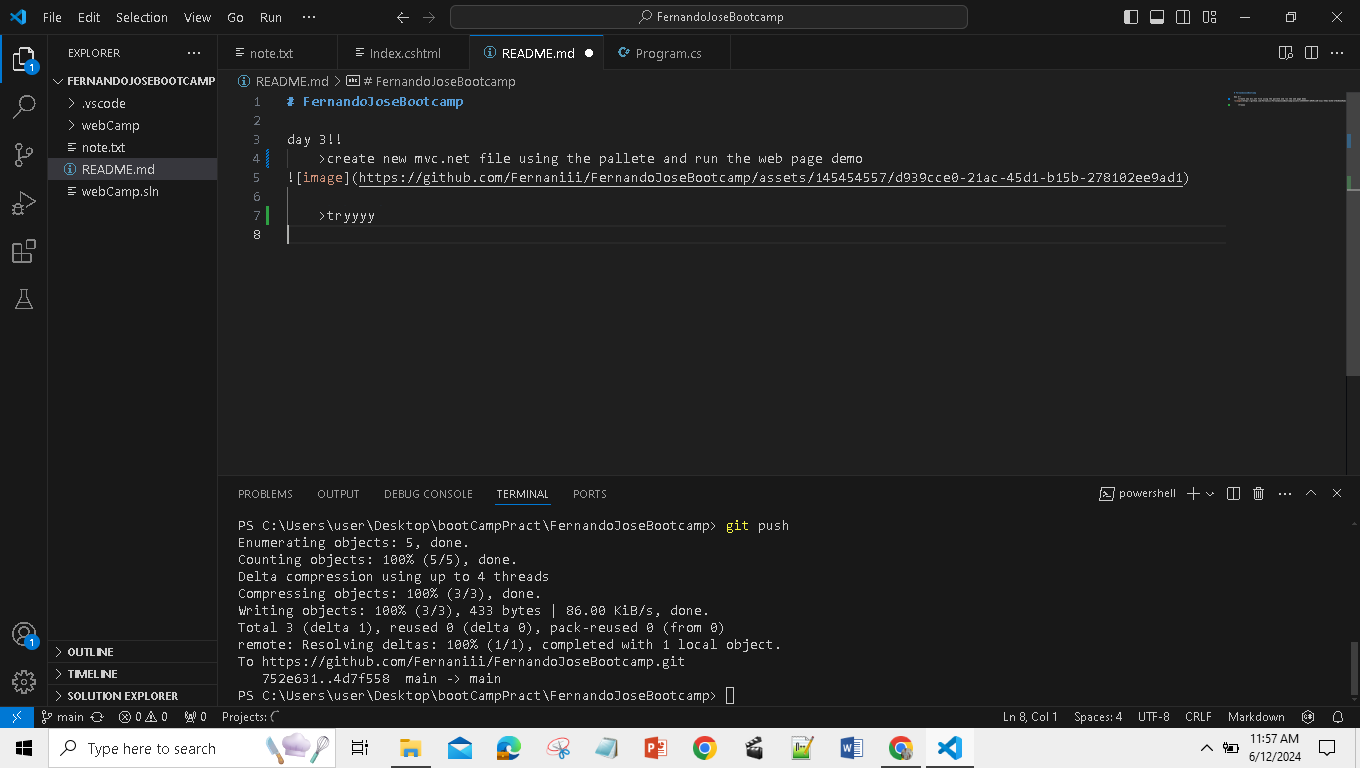 File Edit Selection View Go Run ··· FernandoJoseBootcamp
EXPLORER ···
FERNANDOJOSEBOOTCAMP
.vscode
webCamp
note.txt
README.md
webCamp.sln
OUTLINE
TIMELINE
SOLUTION EXPLORER
1
1
note.txt Index.cshtml README.md Program.cs
README.md > # FernandoJoseBootcamp
1 # FernandoJoseBootcamp
2
3 day 3!!
4 >create new mvc.net file using the pallete and run the web page demo
5 ![image](https://github.com/Fernaniii/FernandoJoseBootcamp/assets/145454557/d939cce0-21ac-45d1-b15b-278102ee9ad1)
6
7 >tryyyy
8
PROBLEMS OUTPUT DEBUG CONSOLE TERMINAL PORTS powershell
PS C:\Users\user\Desktop\bootCampPract\FernandoJoseBootcamp> git push
Enumerating objects: 5, done.
Counting objects: 100% (5/5), done.
Delta compression using up to 4 threads
Compressing objects: 100% (3/3), done.
Writing objects: 100% (3/3), 433 bytes | 86.00 KiB/s, done.
Total 3 (delta 1), reused 0 (delta 0), pack-reused 0 (from 0)
remote: Resolving deltas: 100% (1/1), completed with 1 local object.
To https://github.com/Fernaniii/FernandoJoseBootcamp.git
752e631..4d7f558 main -> main
PS C:\Users\user\Desktop\bootCampPract\FernandoJoseBootcamp>
main 0 0 0 Projects: Ln 8, Col 1 Spaces: 4 UTF-8 CRLF Markdown
Type here to search
11:57 AM
6/12/2024